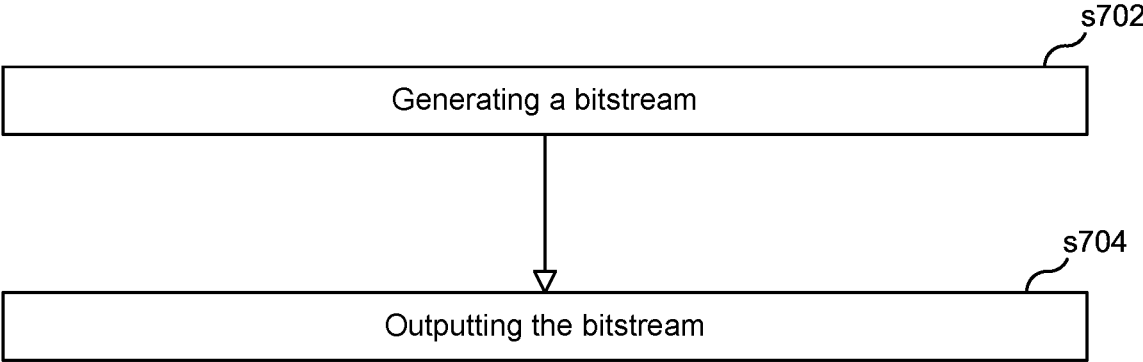 s702
Generating a bitstream
s704
Outputting the bitstream